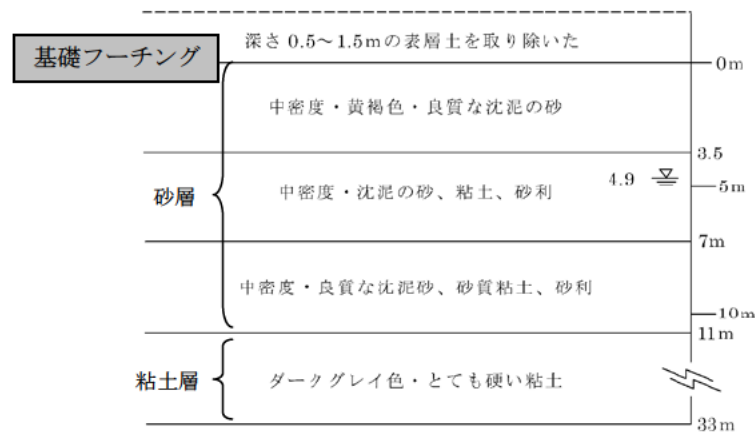 深さ 0.5～1.5mの表層土を取り除いた
基礎フーチング
0m
中密度・黄褐色・良質な沈泥の砂
3.5
4.9
5m
砂層
中密度・沈泥の砂、粘土、砂利
7m
中密度・良質な沈泥砂、砂質粘土、砂利
10m
11m
粘土層
ダークグレイ色・とても硬い粘土
33m